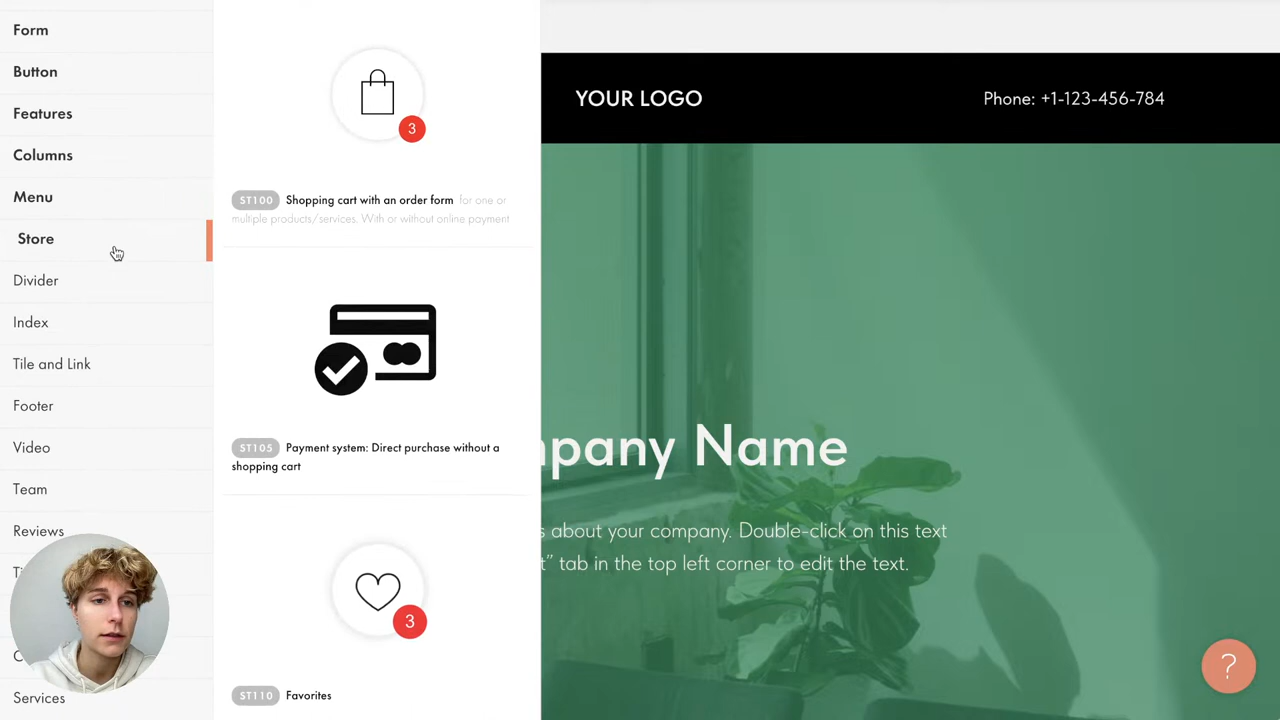 Form
Button
Features
Columns
Menu
Store
Divider
Index
Tile and Link
Footer
Video
Team
Reviews
Services
3
ST100 Shopping cart with an order form for one or
multiple products/services. With or without online payment
ST105 Payment system: Direct purchase without a
shopping cart
3
ST110 Favorites
YOUR LOGO
Phone: +1-123-456-784
mpany Name
s about your company. Double-click on this text
t” tab in the top left corner to edit the text.
?